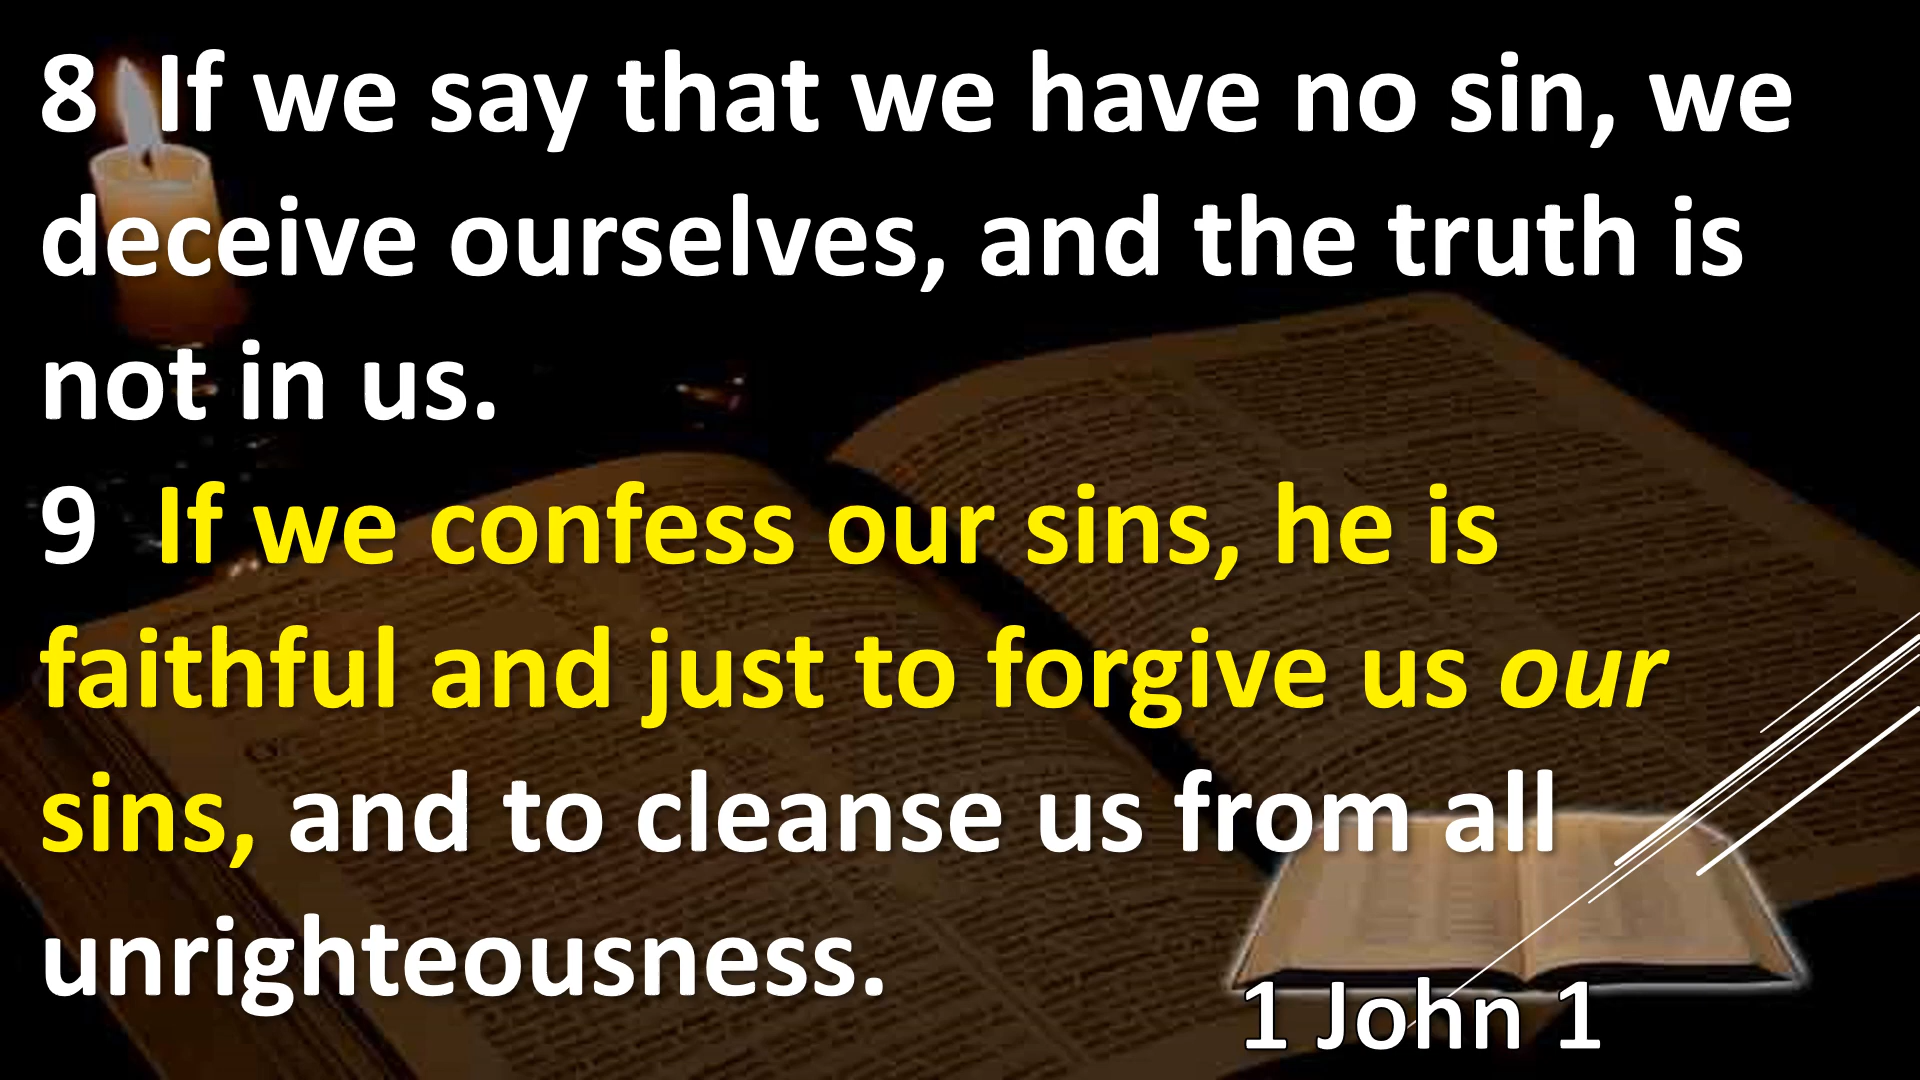 8 If we say that we have no sin, we
deceive ourselves, and the truth is
not in us.
9 If we confess our sins, he is
faithful and just to forgive us our
sins, and to cleanse us from all
unrighteousness.
1 John 1